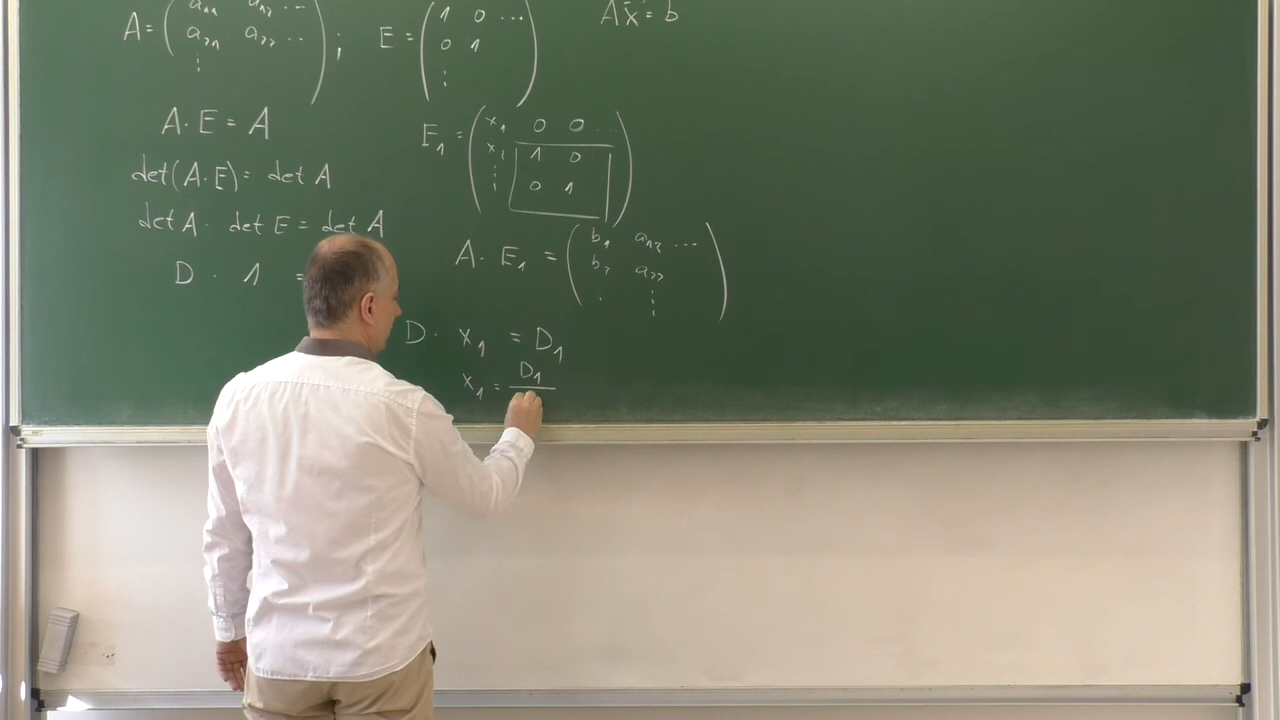 A = ( a₁₁ a₁₂ ... ; E = ( 1 0 ... ) A x⃗ = b
a₂₁ a₂₂ .. 0 1
⋮ ⋮
A · E = A
det(A·E) = det A
det A · det E = det A
D · 1 =
E₁ = ( x₁ 0 0 ... )
x₂ 1 0
⋮ 0 1
A · E₁ = ( b₁ a₁₂ ... )
b₂ a₂₂
. ⋮
D · x₁ = D₁
x₁ = D₁